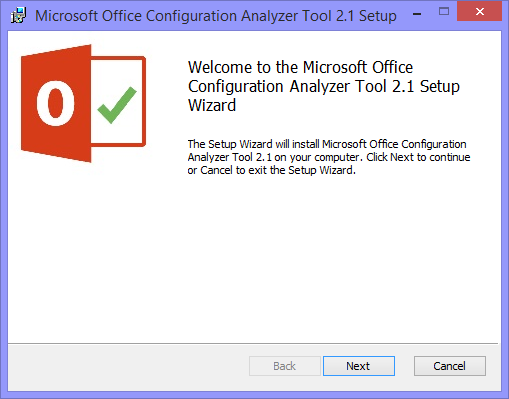 Microsoft Office Configuration Analyzer Tool 2.1 Setup
O
Welcome to the Microsoft Office
Configuration Analyzer Tool 2.1 Setup
Wizard
The Setup Wizard will install Microsoft Office Configuration
Analyzer Tool 2.1 on your computer. Click Next to continue
or Cancel to exit the Setup Wizard.
Back
Next
Cancel